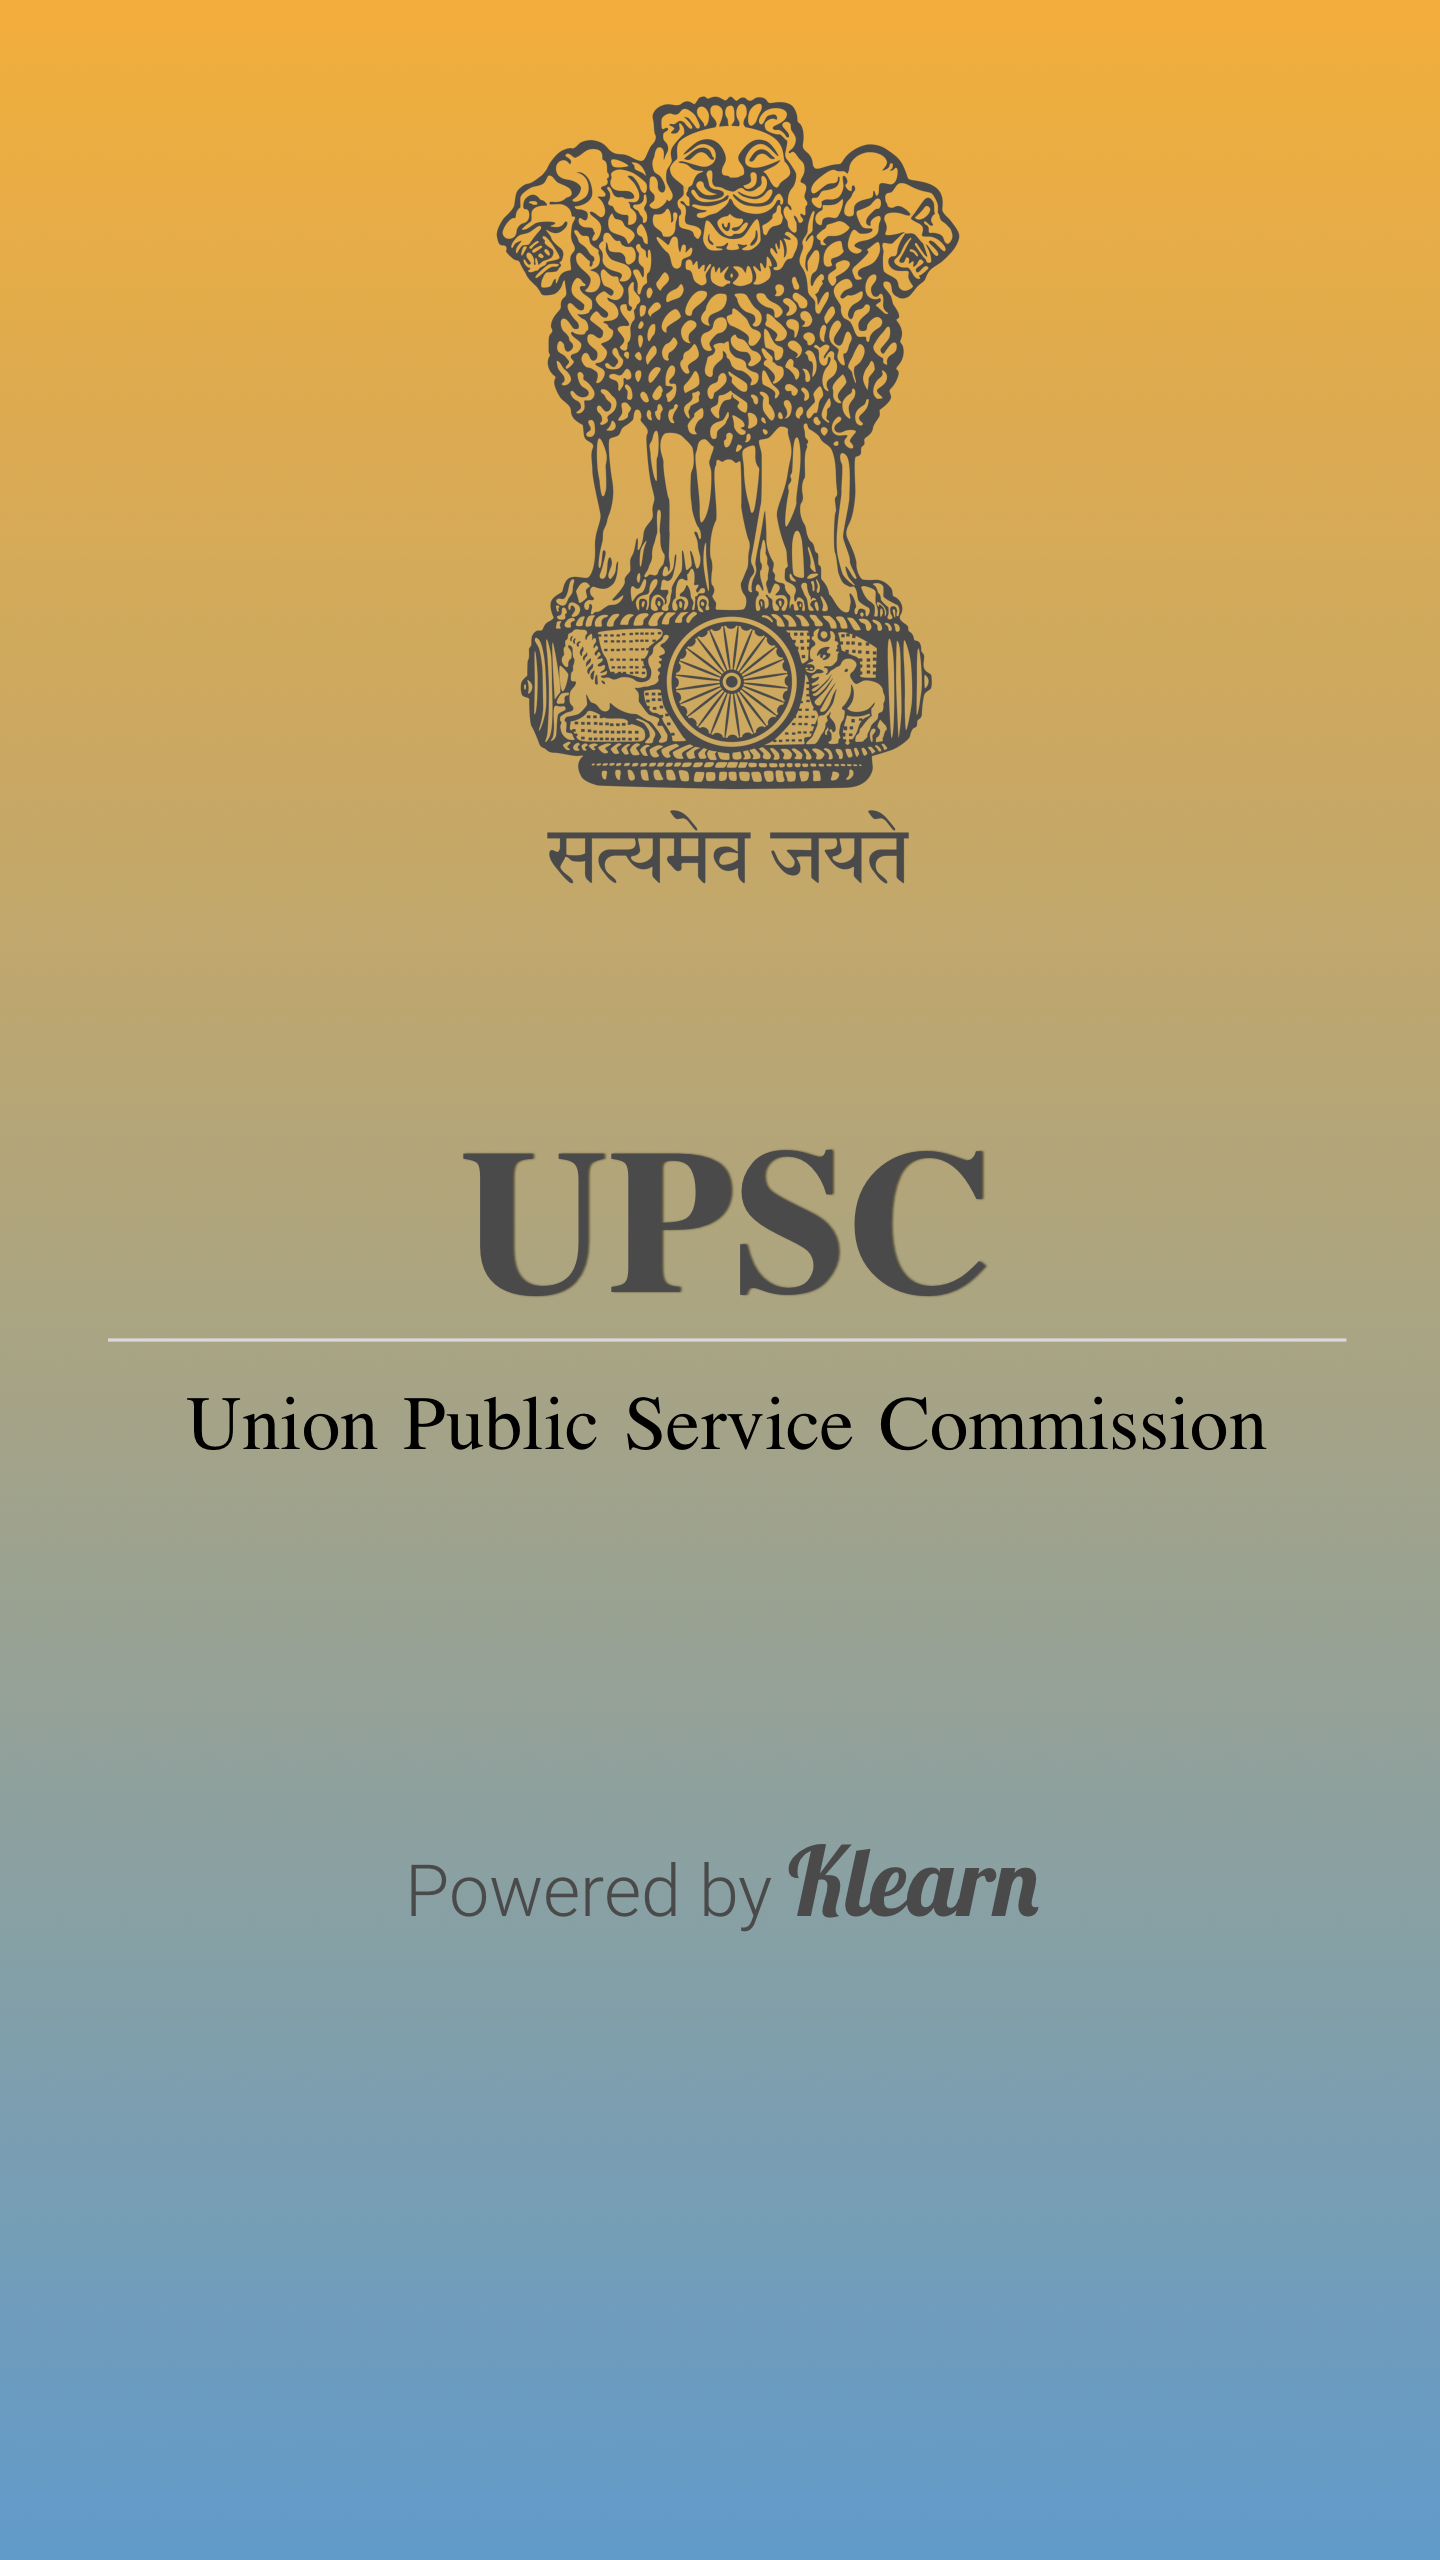 सत्यमेव जयते
UPSC
Union Public Service Commission
Powered by Klearn